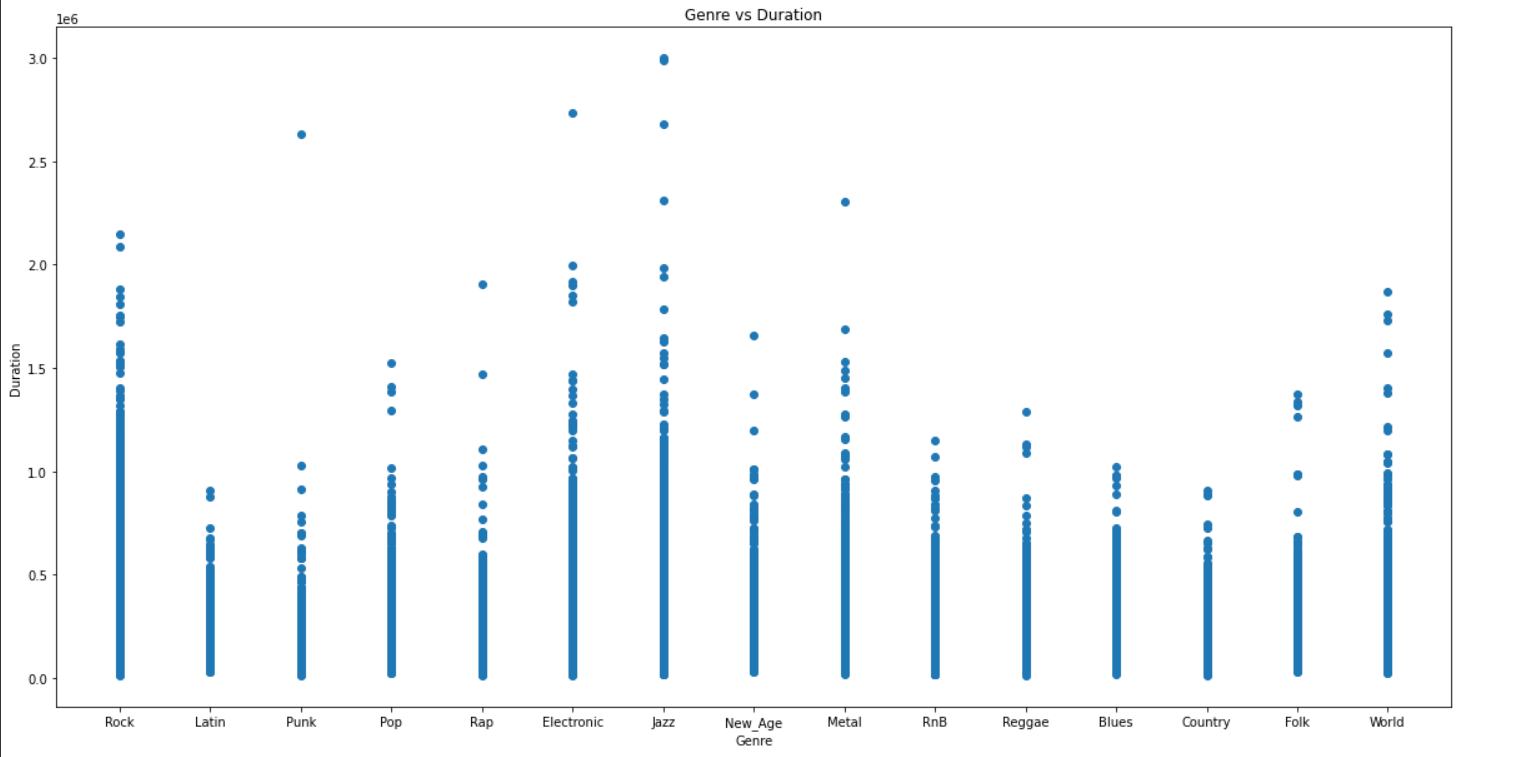 Genre vs Duration
1e6
3.0
2.5
2.0
1.5
1.0
0.5
0.0
Duration
Rock Latin Punk Pop Rap Electronic Jazz New_Age Metal RnB Reggae Blues Country Folk World
Genre